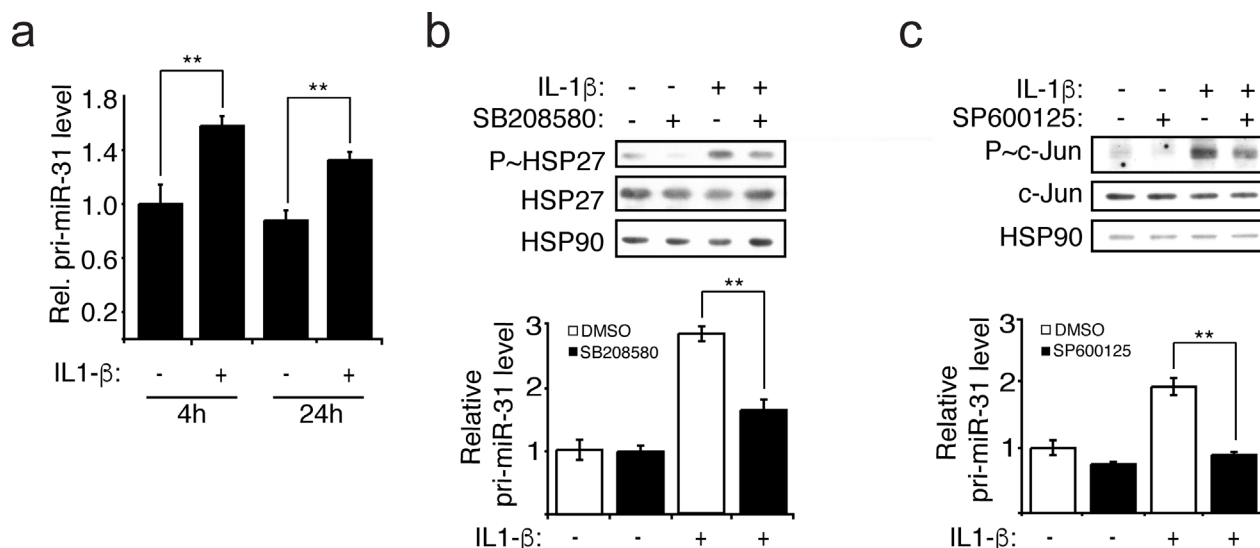 a
Rel. pri-miR-31 level
1.8
1.4
1.0
0.6
0.2
**
**
IL1-β: - + - +
4h 24h
b
IL-1β: - - + +
SB208580: - + - +
P~HSP27
HSP27
HSP90
Relative
pri-miR-31 level
3
2
1
DMSO
SB208580
**
IL1-β: - - + +
c
IL-1β: - - + +
SP600125: - + - +
P~c-Jun
c-Jun
HSP90
Relative
pri-miR-31 level
3
2
1
DMSO
SP600125
**
IL1-β: - - + +